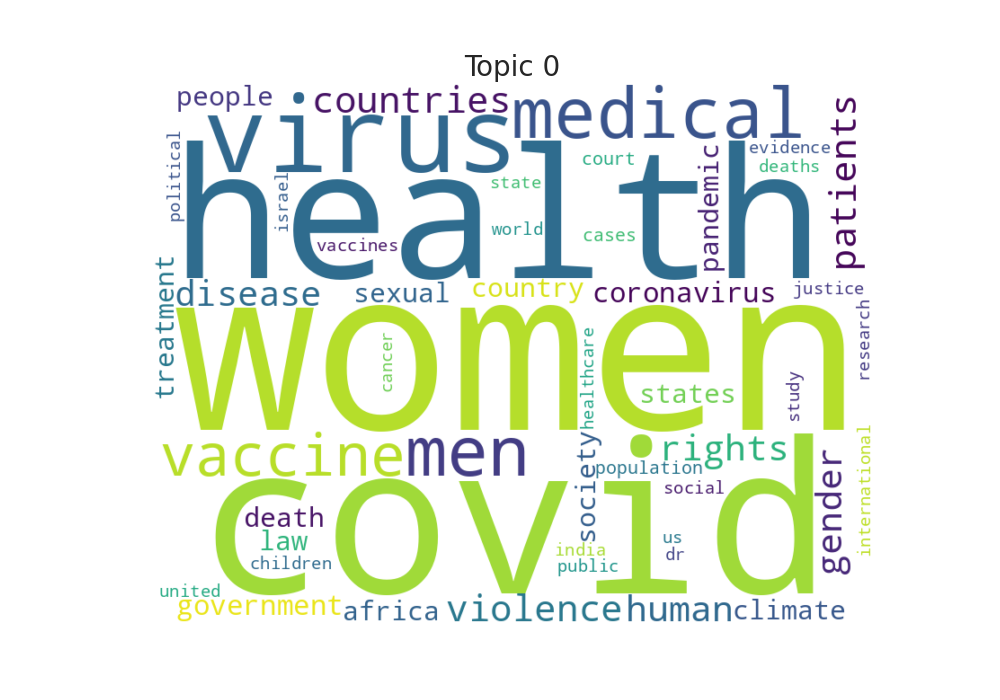 Topic 0
people
countries
virus
medical
patients
political
health
israel
state
court
evidence
deaths
pandemic
vaccines
world
cases
treatment
disease
sexual
country
coronavirus
justice
research
women
cancer
healthcare
states
study
vaccine
men
society
rights
population
social
gender
international
covid
death
law
children
india
public
us
dr
united
government
africa
violence
human
climate